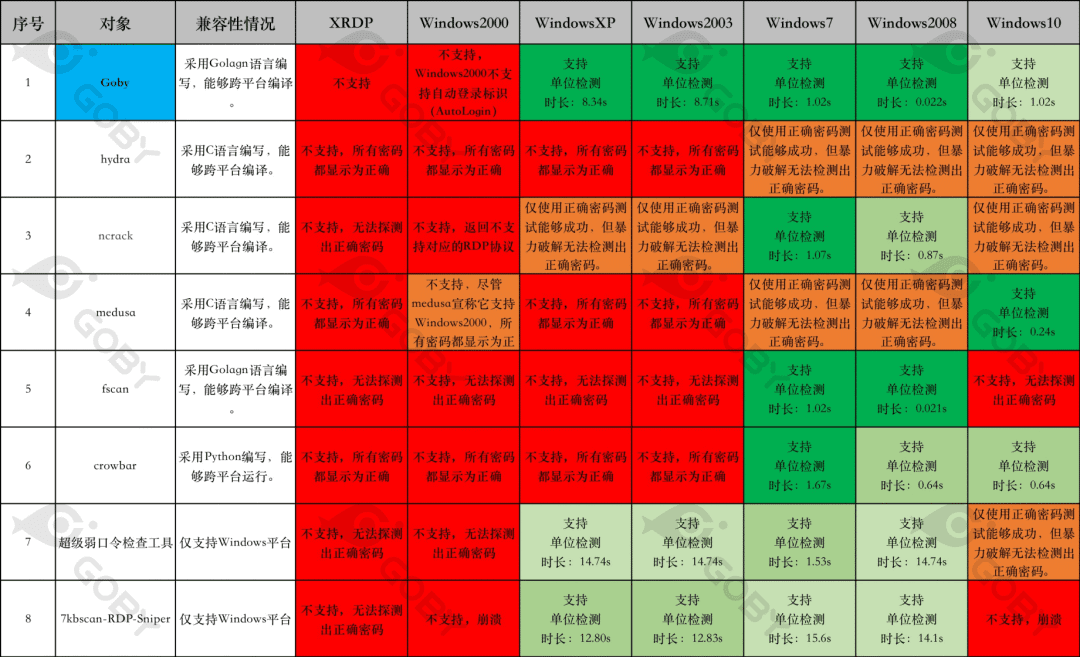 序号 对象 兼容性情况 XRDP Windows2000 WindowsXP Windows2003 Windows7 Windows2008 Windows10
1
Goby
采用Golagn语言编
写，能够跨平台编译
。
不支持
不支持，
Windows2000不支
持自动登录标识
（AutoLogin）
支持
单位检测
时长：8.34s
支持
单位检测
时长：8.71s
支持
单位检测
时长：1.02s
支持
单位检测
时长：0.022s
支持
单位检测
时长：1.02s
2
hydra
采用C语言编写，能
够跨平台编译。
不支持，所有密码
都显示为正确
不支持，所有密码
都显示为正确
不支持，所有密码
都显示为正确
不支持，所有密码
都显示为正确
仅使用正确密码测
试能够成功，但暴
力破解无法检测出
正确密码。
仅使用正确密码测
试能够成功，但暴
力破解无法检测出
正确密码。
仅使用正确密码测
试能够成功，但暴
力破解无法检测出
正确密码。
3
ncrack
采用C语言编写，能
够跨平台编译。
不支持，无法探测
出正确密码
不支持，返回不支
持对应的RDP协议
仅使用正确密码测
试能够成功，但暴
力破解无法检测出
正确密码。
仅使用正确密码测
试能够成功，但暴
力破解无法检测出
正确密码。
支持
单位检测
时长：1.07s
支持
单位检测
时长：0.87s
仅使用正确密码测
试能够成功，但暴
力破解无法检测出
正确密码。
4
medusa
采用C语言编写，能
够跨平台编译。
不支持，所有密码
都显示为正确
不支持，尽管
medusa宣称它支持
Windows2000，所
有密码都显示为正
不支持，所有密码
都显示为正确
不支持，所有密码
都显示为正确
仅使用正确密码测
试能够成功，但暴
力破解无法检测出
正确密码。
仅使用正确密码测
试能够成功，但暴
力破解无法检测出
正确密码。
支持
单位检测
时长：0.24s
5
fscan
采用Golagn语言编
写，能够跨平台编译
。
不支持，无法探测
出正确密码
不支持，无法探测
出正确密码
不支持，无法探测
出正确密码
不支持，无法探测
出正确密码
支持
单位检测
时长：1.02s
支持
单位检测
时长：0.021s
不支持，无法探测
出正确密码
6
crowbar
采用Python编写，能
够跨平台运行。
不支持，所有密码
都显示为正确
不支持，所有密码
都显示为正确
不支持，所有密码
都显示为正确
不支持，所有密码
都显示为正确
支持
单位检测
时长：1.67s
支持
单位检测
时长：0.64s
支持
单位检测
时长：0.64s
7
超级弱口令检查工具
仅支持Windows平台
不支持，无法探测
出正确密码
不支持，无法探测
出正确密码
支持
单位检测
时长：14.74s
支持
单位检测
时长：14.74s
支持
单位检测
时长：1.53s
支持
单位检测
时长：14.74s
仅使用正确密码测
试能够成功，但暴
力破解无法检测出
正确密码。
8
7kbscan-RDP-Sniper
仅支持Windows平台
不支持，无法探测
出正确密码
不支持，崩溃
支持
单位检测
时长：12.80s
支持
单位检测
时长：12.83s
支持
单位检测
时长：15.6s
支持
单位检测
时长：14.1s
不支持，崩溃
GOBY
GOBY
GOBY
GOBY
GOBY
GOBY
GOBY
GOBY
GOBY